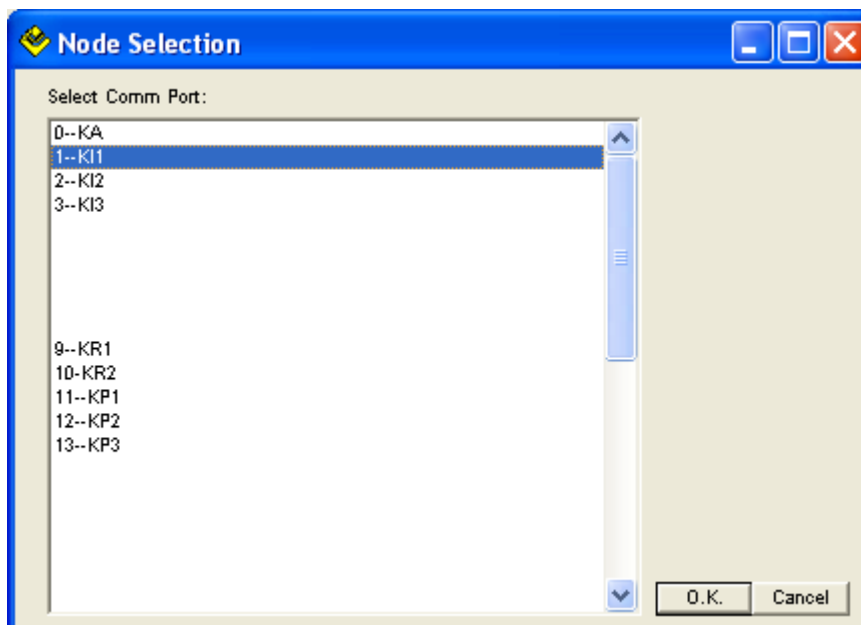 Node Selection
Select Comm Port:
0--KA
1--KI1
2--KI2
3--KI3
9--KR1
10-KR2
11--KP1
12--KP2
13--KP3
O.K. Cancel